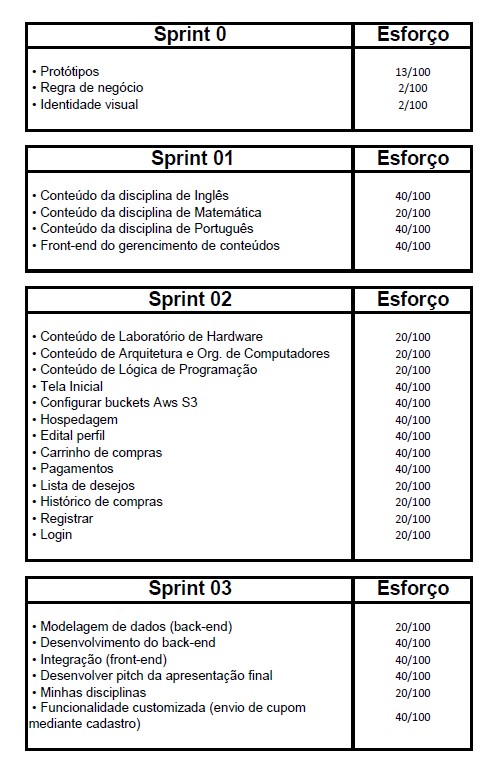 Sprint 0 Esforço
• Protótipos 13/100
• Regra de negócio 2/100
• Identidade visual 2/100
Sprint 01 Esforço
• Conteúdo da disciplina de Inglês 40/100
• Conteúdo da disciplina de Matemática 20/100
• Conteúdo da disciplina de Português 40/100
• Front-end do gerencimento de conteúdos 40/100
Sprint 02 Esforço
• Conteúdo de Laboratório de Hardware 20/100
• Conteúdo de Arquitetura e Org. de Computadores 20/100
• Conteúdo de Lógica de Programação 20/100
• Tela Inicial 40/100
• Configurar buckets Aws S3 40/100
• Hospedagem 40/100
• Edital perfil 40/100
• Carrinho de compras 40/100
• Pagamentos 40/100
• Lista de desejos 20/100
• Histórico de compras 20/100
• Registrar 20/100
• Login 20/100
Sprint 03 Esforço
• Modelagem de dados (back-end) 20/100
• Desenvolvimento do back-end 40/100
• Integração (front-end) 40/100
• Desenvolver pitch da apresentação final 40/100
• Minhas disciplinas 20/100
• Funcionalidade customizada (envio de cupom
mediante cadastro) 40/100